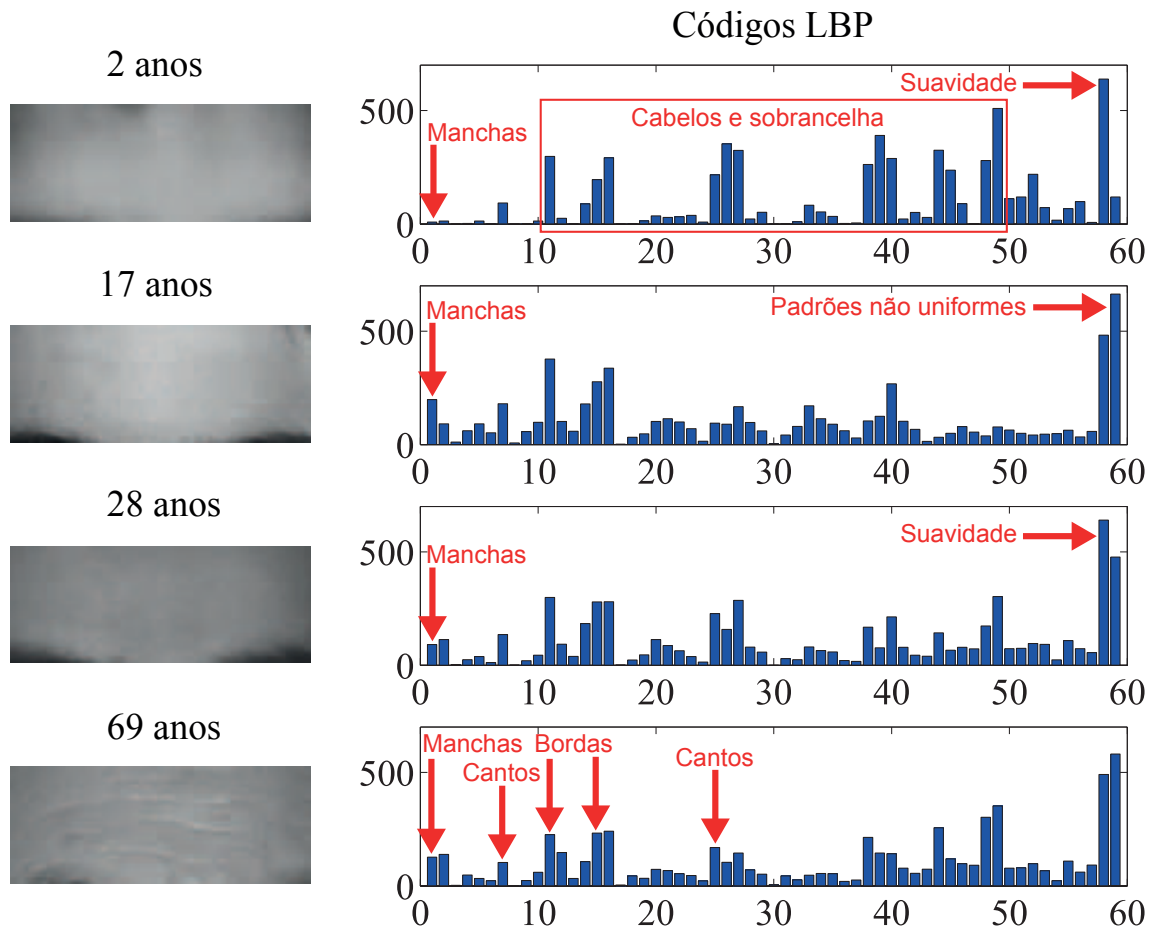 Códigos LBP
2 anos
500
0
Manchas
Cabelos e sobrancelha
Suavidade
0 10 20 30 40 50 60
17 anos
500
0
Manchas
Padrões não uniformes
0 10 20 30 40 50 60
28 anos
500
0
Manchas
Suavidade
0 10 20 30 40 50 60
69 anos
500
0
Manchas Bordas
Cantos
Cantos
0 10 20 30 40 50 60